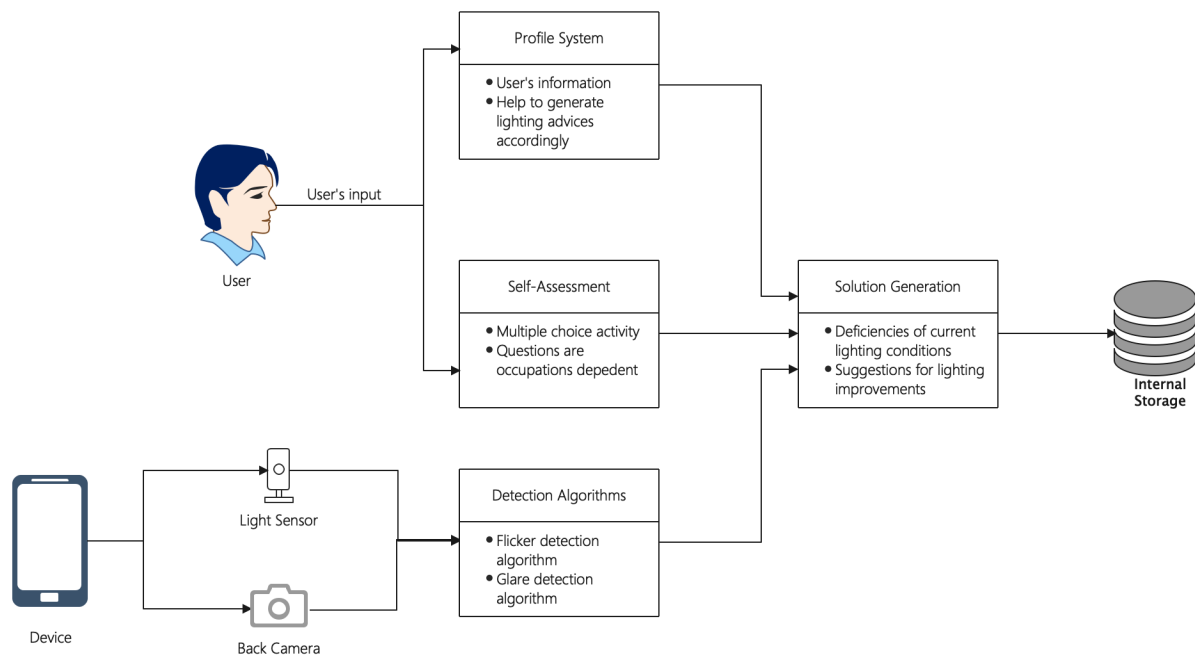 Profile System
• User's information
• Help to generate
lighting advices
accordingly
User's input
User
Self-Assessment
• Multiple choice activity
• Questions are
occupations depedent
Solution Generation
• Deficiencies of current
lighting conditions
• Suggestions for lighting
improvements
Internal
Storage
Light Sensor
Detection Algorithms
• Flicker detection
algorithm
• Glare detection
algorithm
Device
Back Camera